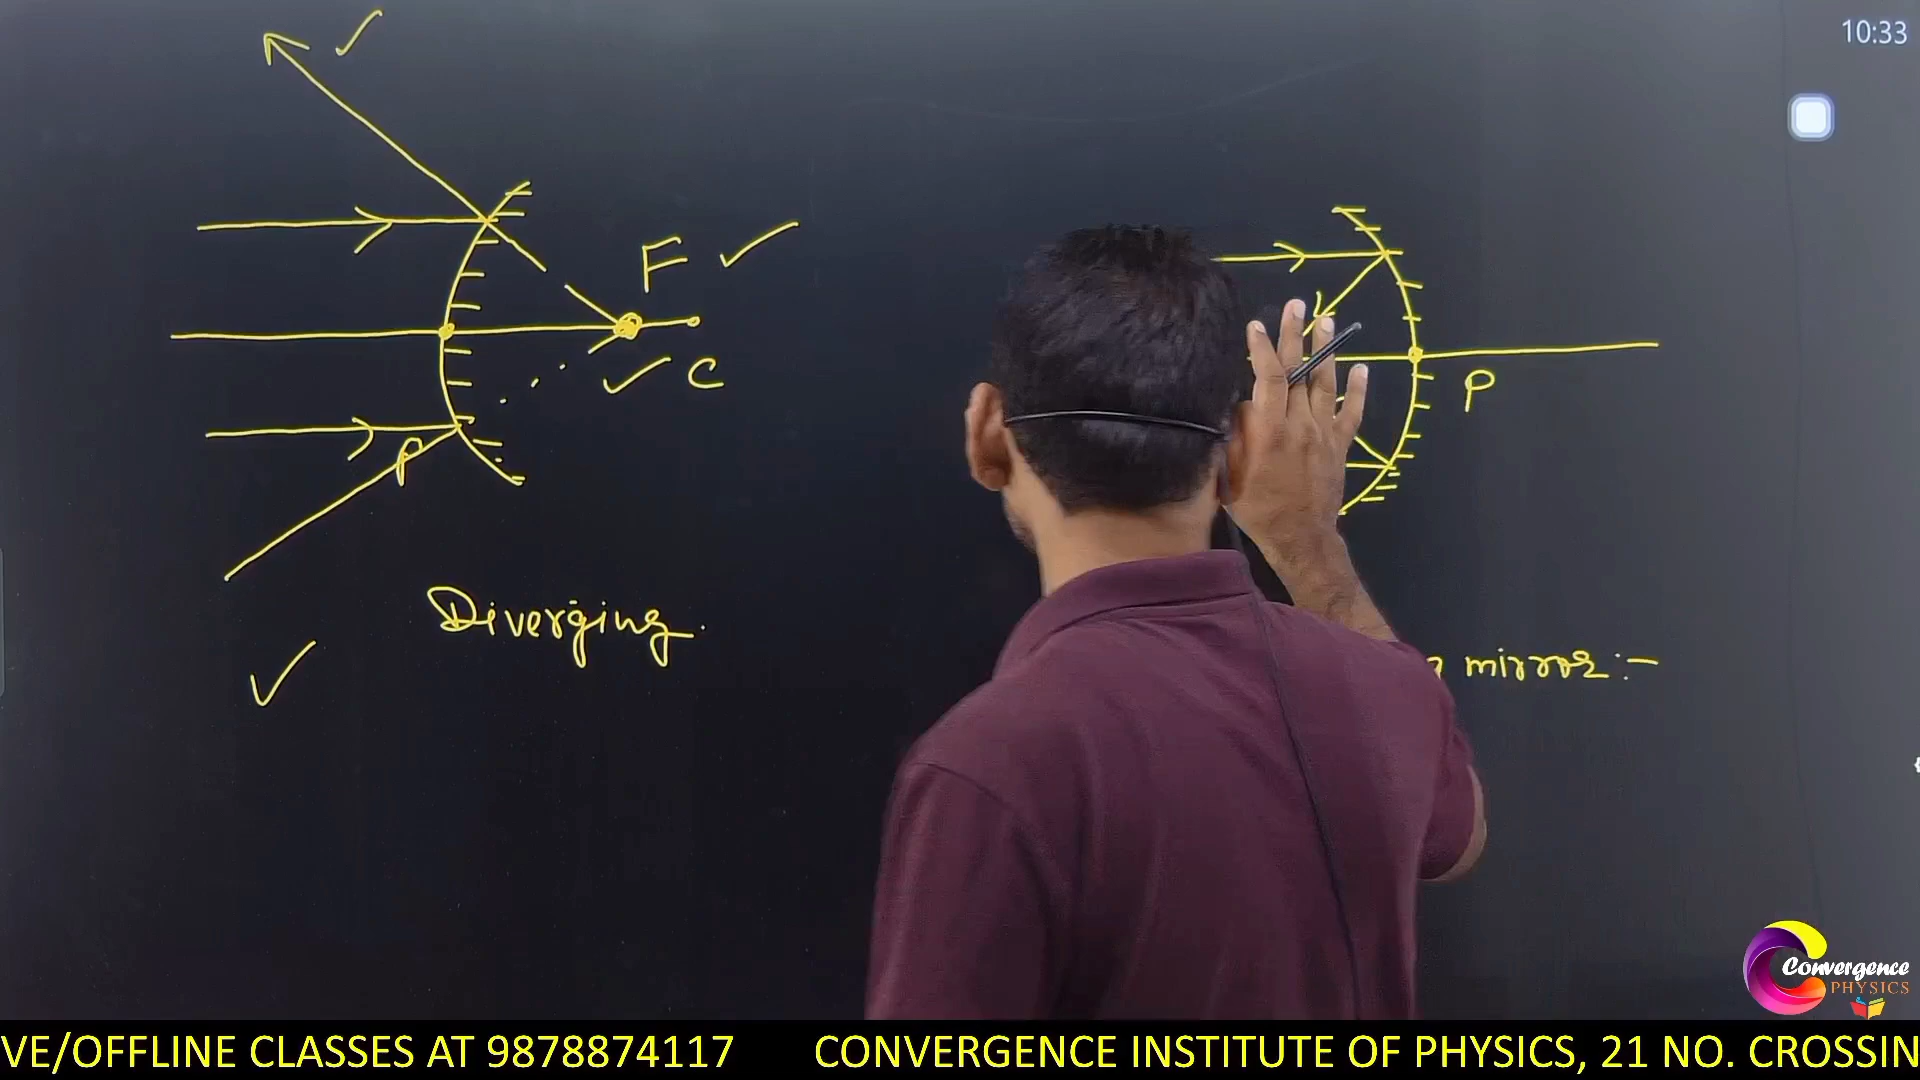 10:33
F
C
P
P
Diverging.
mirror:-
Convergence
PHYSICS
VE/OFFLINE CLASSES AT 9878874117 CONVERGENCE INSTITUTE OF PHYSICS, 21 NO. CROSSIN